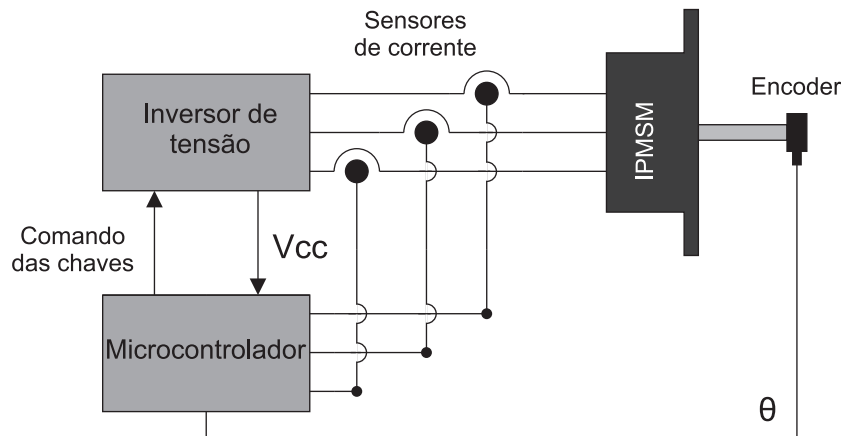 Sensores
de corrente
Encoder
Inversor de
tensão
IPMSM
Comando
das chaves
Vcc
Microcontrolador
θ